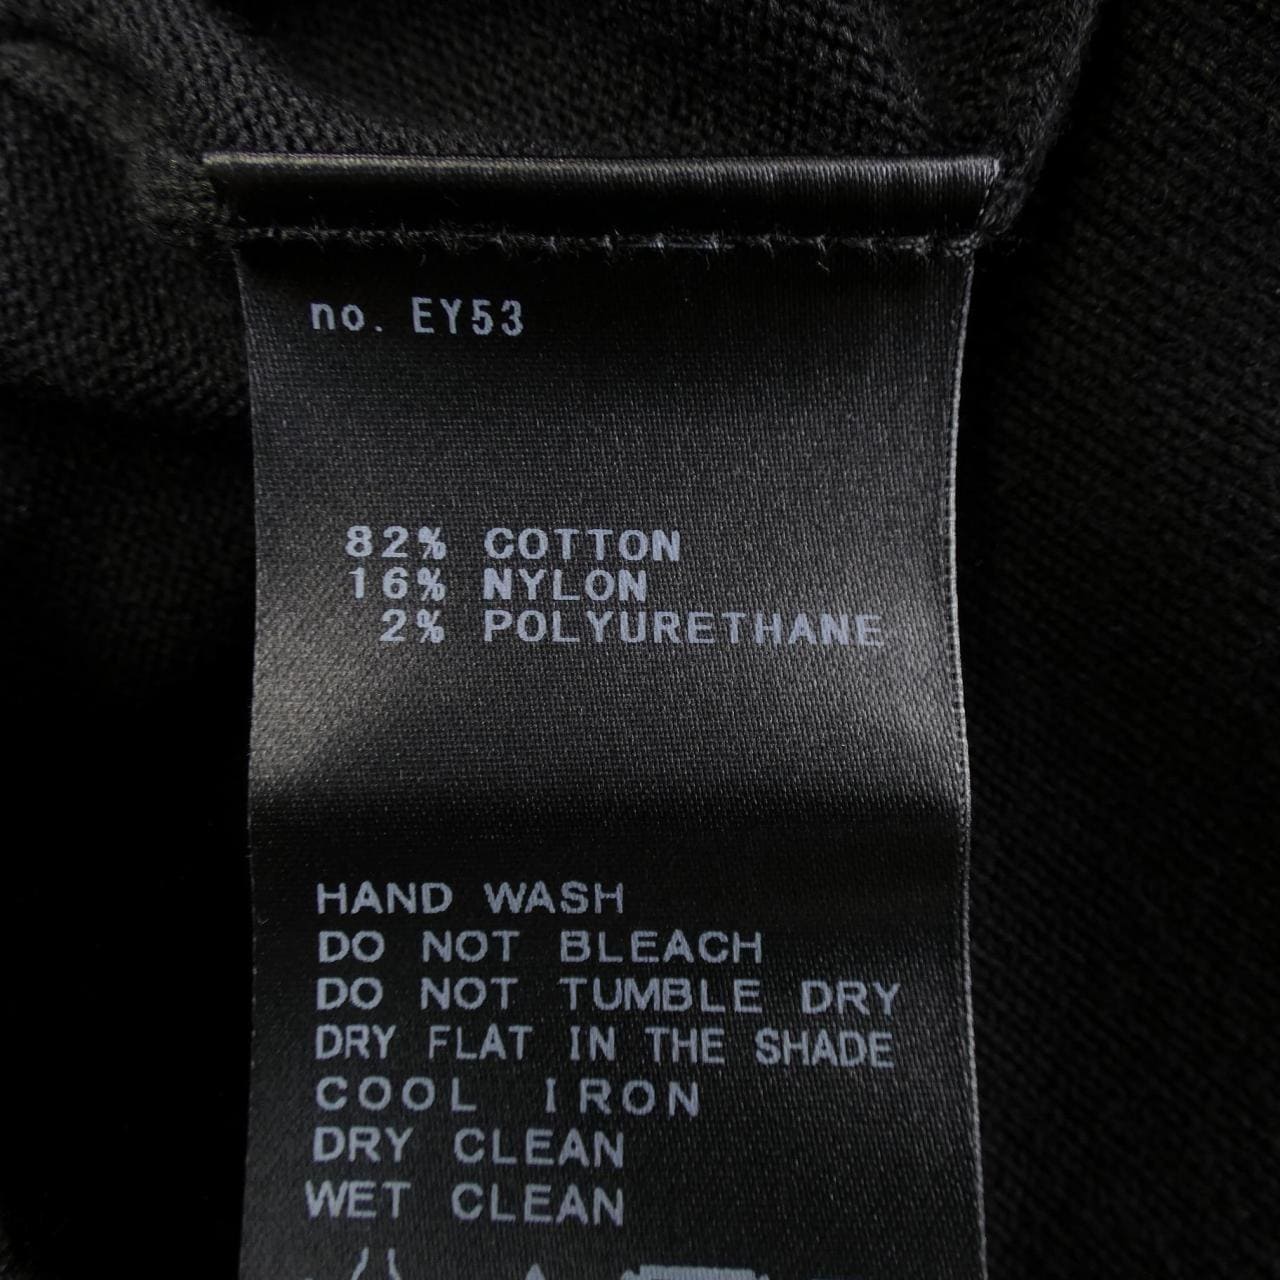 no. EY53
82% COTTON
16% NYLON
2% POLYURETHANE
HAND WASH
DO NOT BLEACH
DO NOT TUMBLE DRY
DRY FLAT IN THE SHADE
COOL IRON
DRY CLEAN
WET CLEAN